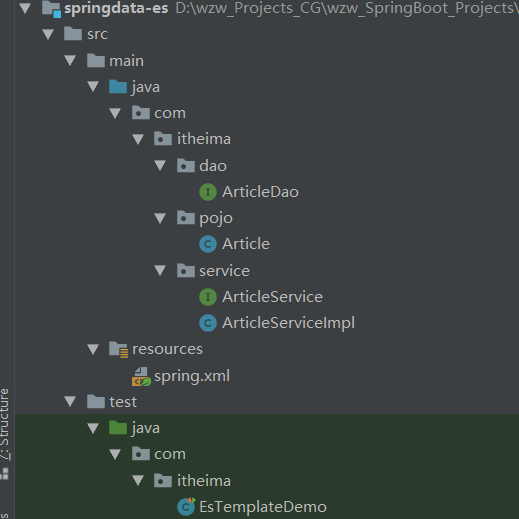 springdata-es D:\wzw_Projects_CG\wzw_SpringBoot_Projects\
src
main
java
com
itheima
dao
I ArticleDao
pojo
C Article
service
I ArticleService
C ArticleServiceImpl
resources
spring.xml
test
java
com
itheima
C EsTemplateDemo
Z: Structure